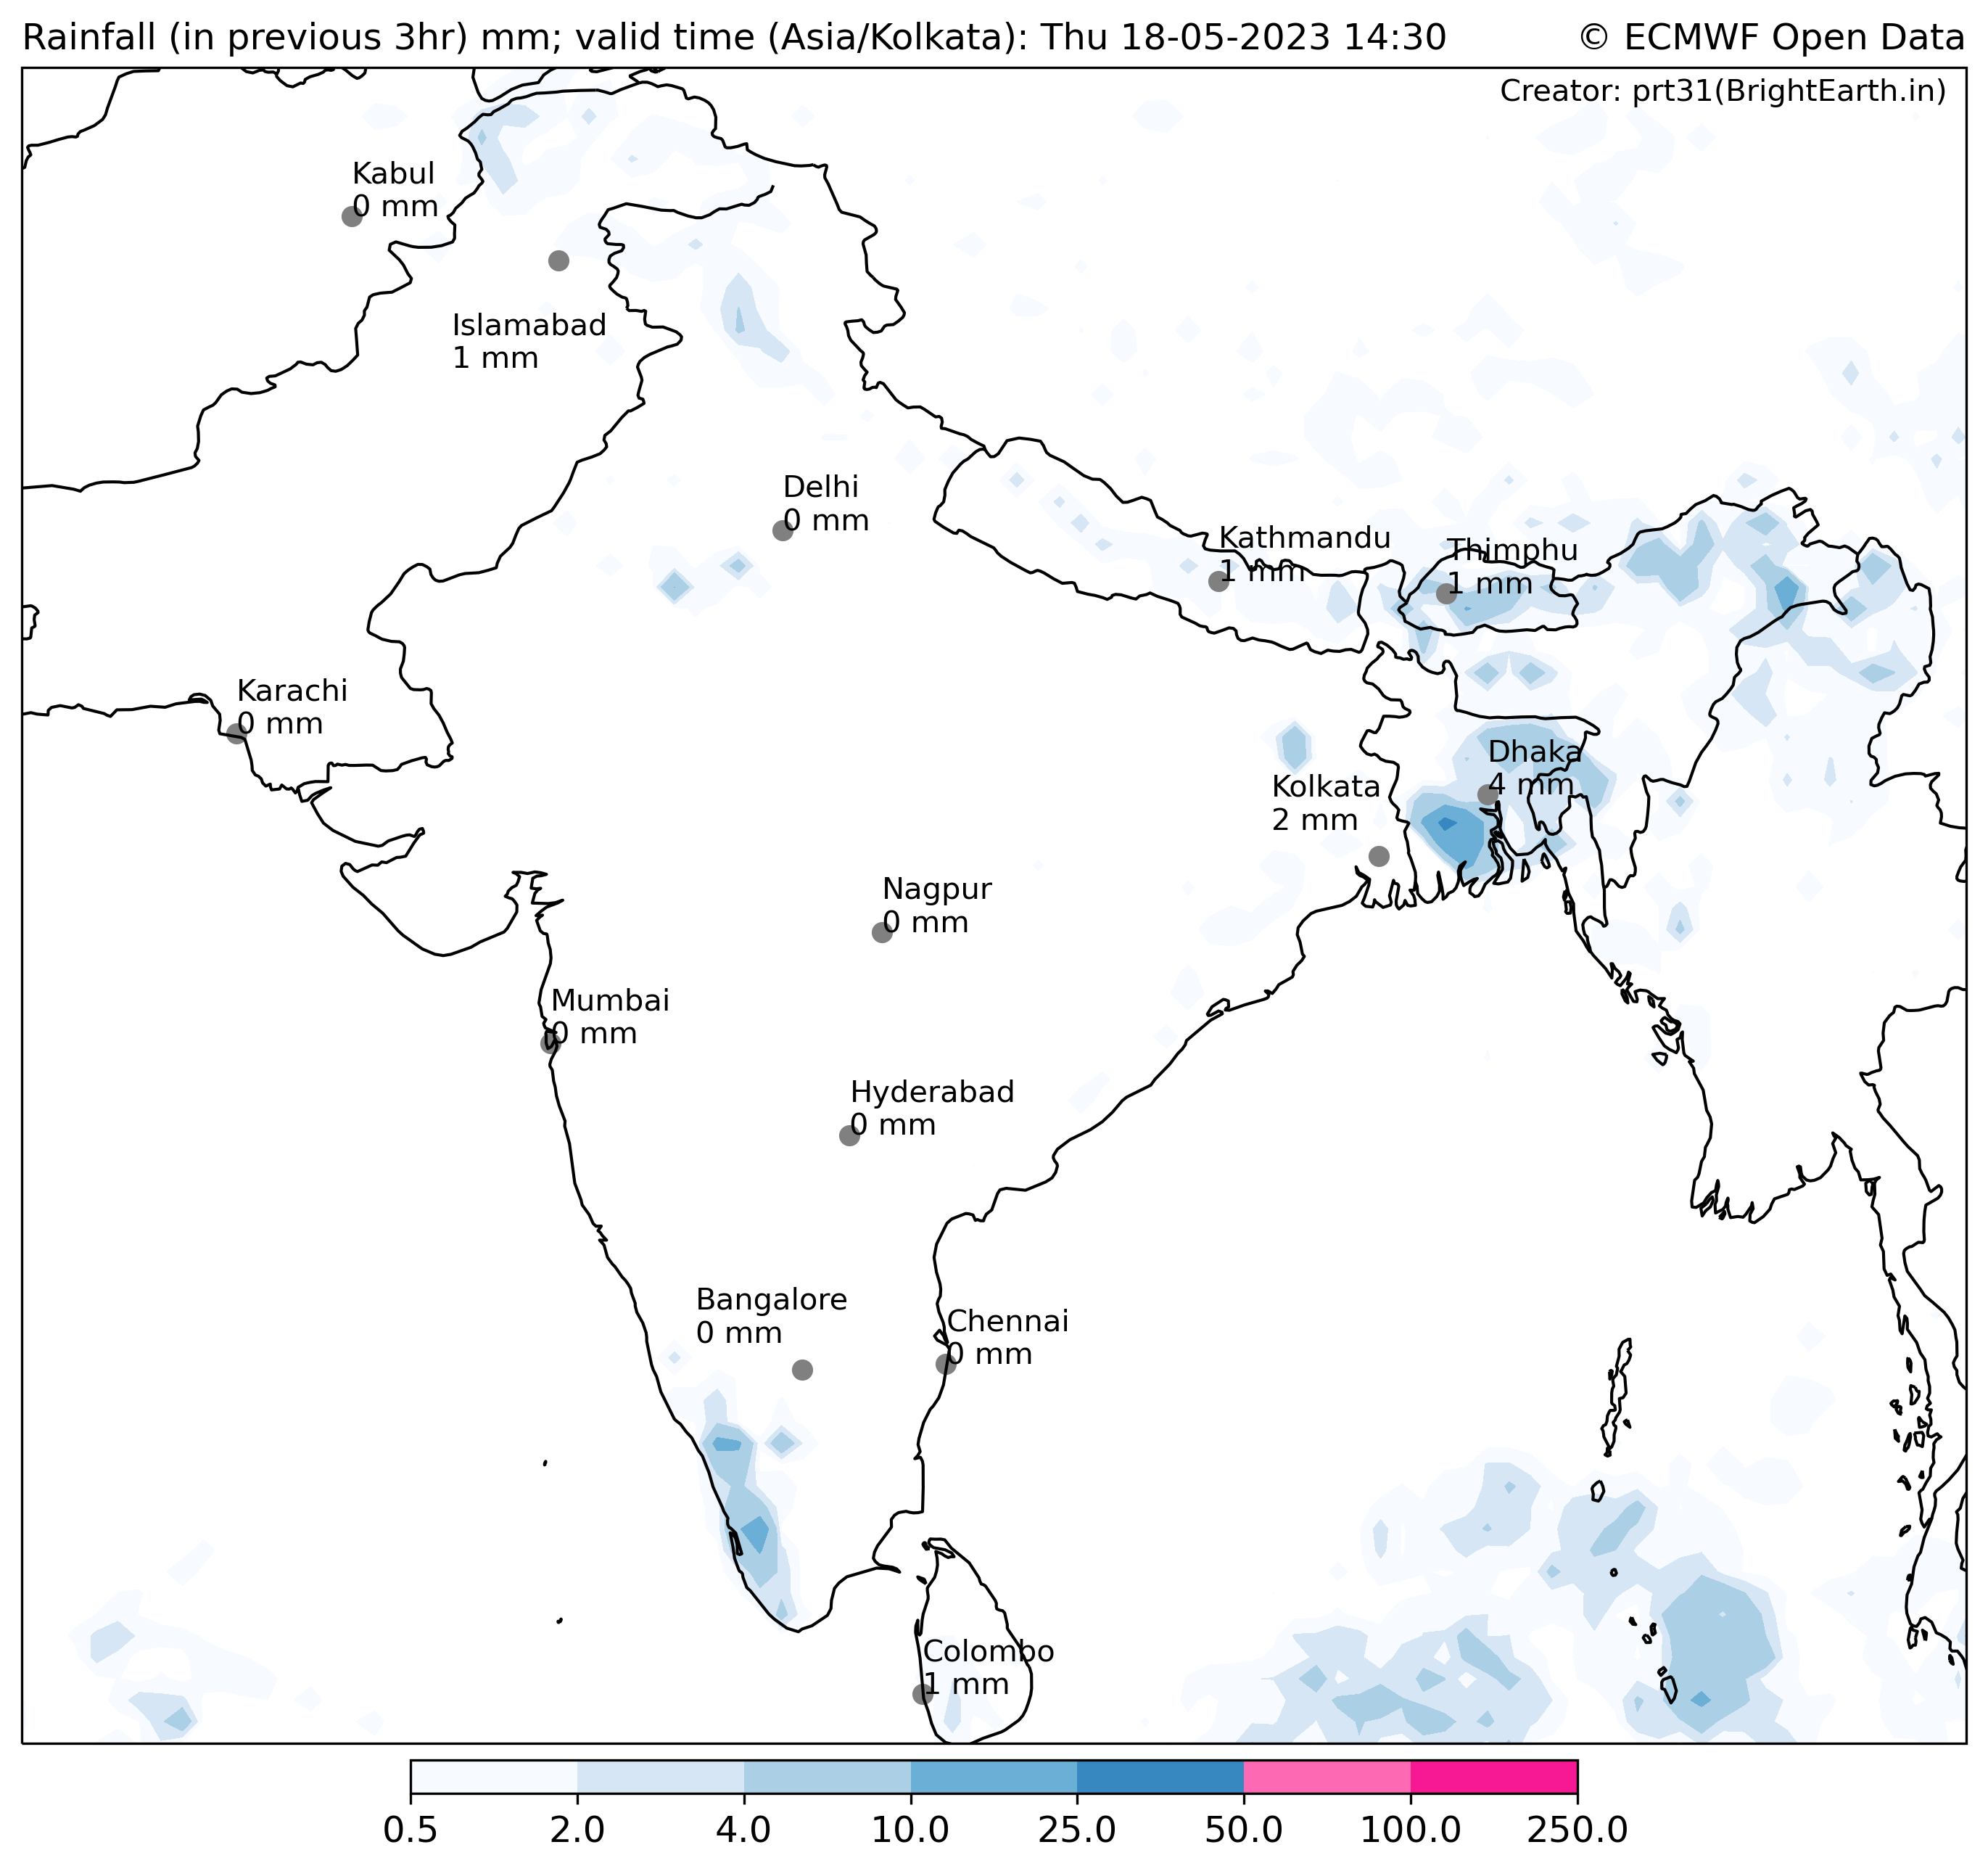 Rainfall (in previous 3hr) mm; valid time (Asia/Kolkata): Thu 18-05-2023 14:30
© ECMWF Open Data
Creator: prt31(BrightEarth.in)
Kabul
0 mm
Islamabad
1 mm
Delhi
0 mm
Kathmandu
1 mm
Thimphu
1 mm
Karachi
0 mm
Dhaka
4 mm
Kolkata
2 mm
Nagpur
0 mm
Mumbai
0 mm
Hyderabad
0 mm
Bangalore
0 mm
Chennai
0 mm
Colombo
1 mm
0.5 2.0 4.0 10.0 25.0 50.0 100.0 250.0